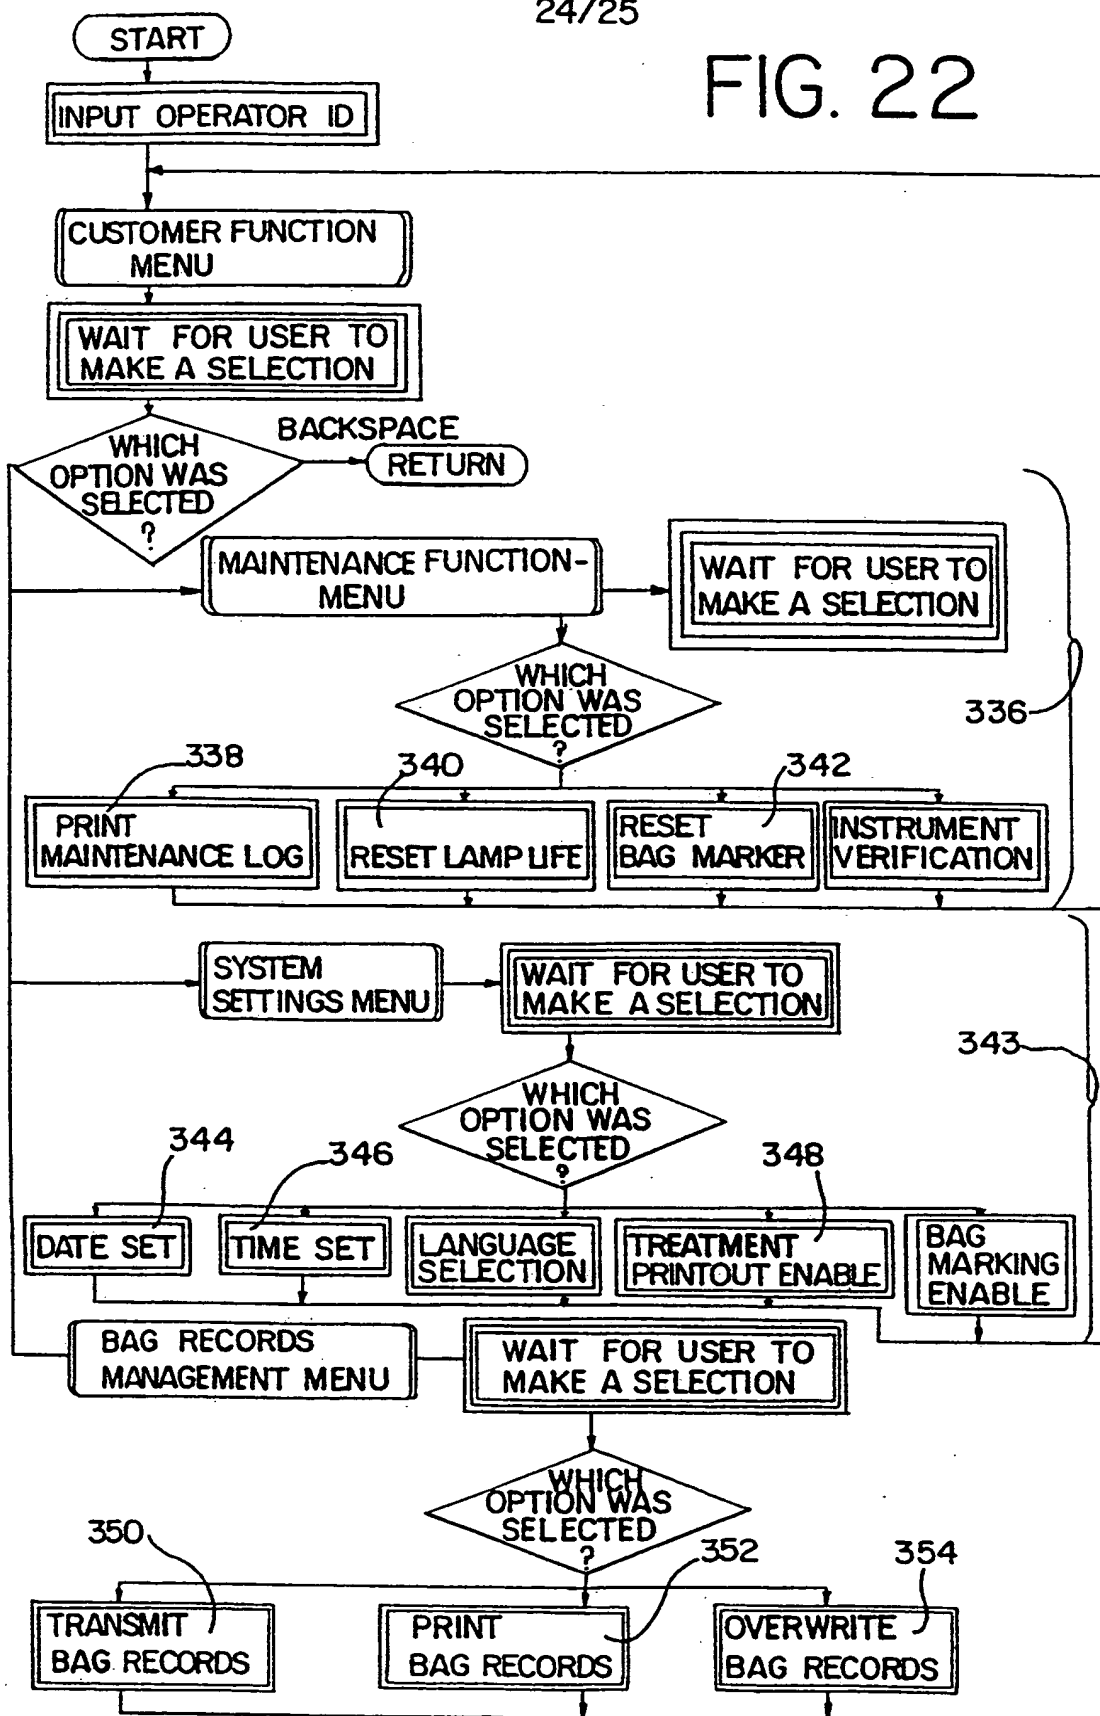 24/25
FIG. 22
START
INPUT OPERATOR ID
CUSTOMER FUNCTION
MENU
WAIT FOR USER TO
MAKE A SELECTION
WHICH
OPTION WAS
SELECTED
?
BACKSPACE
RETURN
MAINTENANCE FUNCTION-
MENU
WAIT FOR USER TO
MAKE A SELECTION
WHICH
OPTION WAS
SELECTED
?
336
338
340
342
PRINT
MAINTENANCE LOG
RESET LAMP LIFE
RESET
BAG MARKER
INSTRUMENT
VERIFICATION
SYSTEM
SETTINGS MENU
WAIT FOR USER TO
MAKE A SELECTION
343
WHICH
OPTION WAS
SELECTED
?
344
346
348
DATE SET
TIME SET
LANGUAGE
SELECTION
TREATMENT
PRINTOUT ENABLE
BAG
MARKING
ENABLE
BAG RECORDS
MANAGEMENT MENU
WAIT FOR USER TO
MAKE A SELECTION
WHICH
OPTION WAS
SELECTED
?
350
352
354
TRANSMIT
BAG RECORDS
PRINT
BAG RECORDS
OVERWRITE
BAG RECORDS